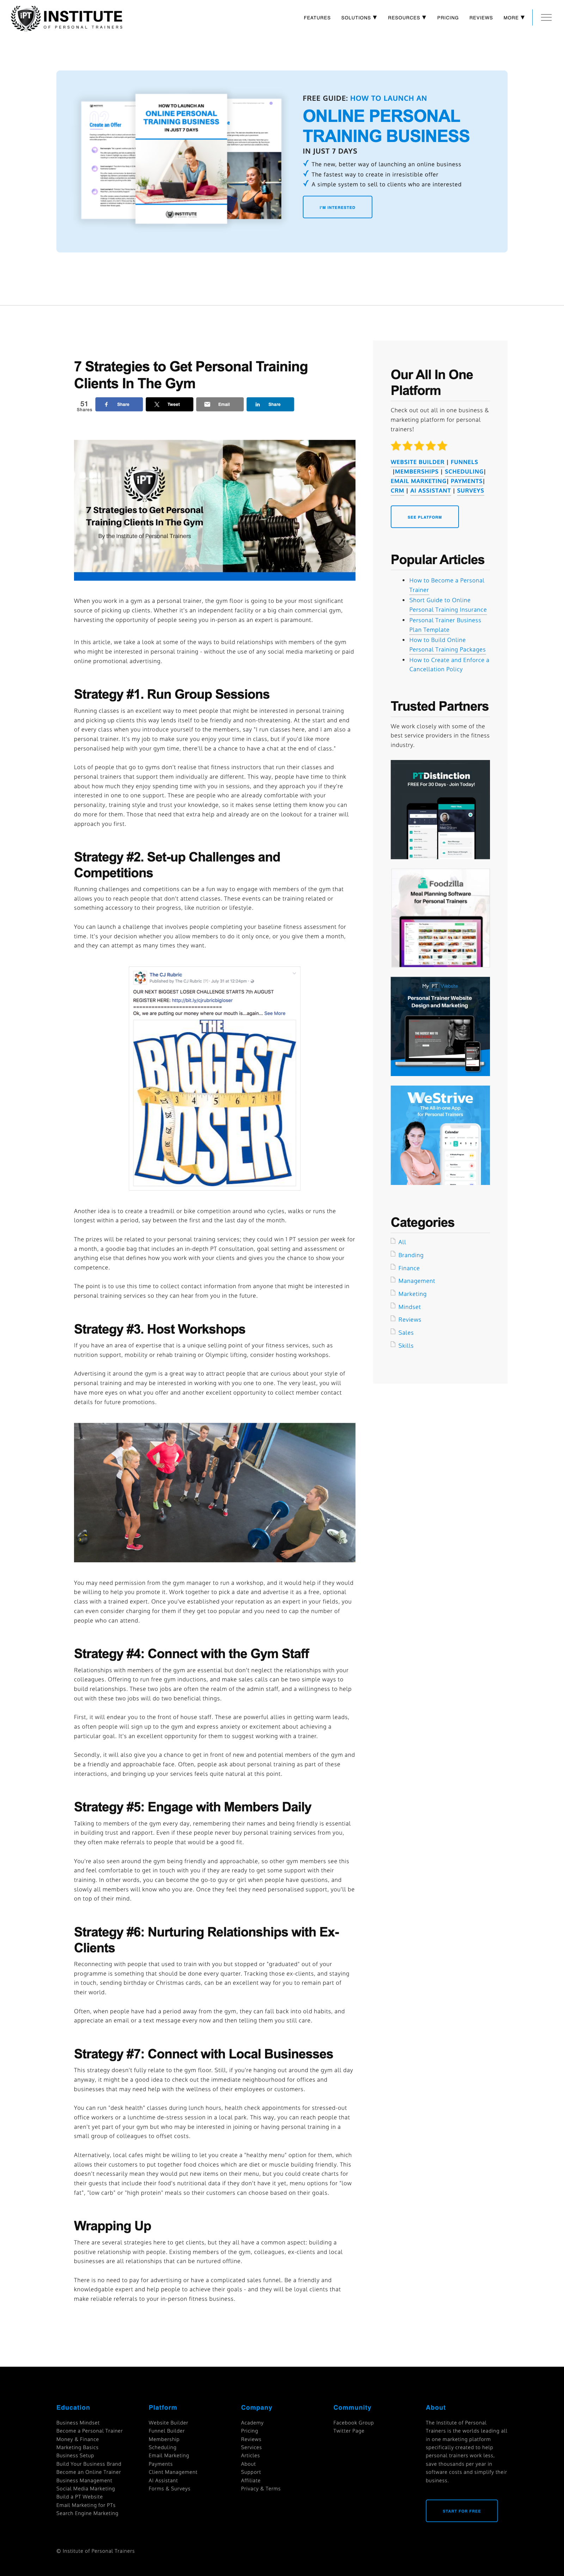 IPT INSTITUTE
OF PERSONAL TRAINERS
FEATURES SOLUTIONS ▼ RESOURCES ▼ PRICING REVIEWS MORE ▼
Create an Offer
HOW TO LAUNCH AN
ONLINE PERSONAL
TRAINING BUSINESS
IN JUST 7 DAYS
INSTITUTE
FREE GUIDE: HOW TO LAUNCH AN
ONLINE PERSONAL
TRAINING BUSINESS
IN JUST 7 DAYS
The new, better way of launching an online business
The fastest way to create in irresistible offer
A simple system to sell to clients who are interested
I'M INTERESTED
7 Strategies to Get Personal Training
Clients In The Gym
51
Shares
Share
Tweet
Email
Share
IPT
7 Strategies to Get Personal
Training Clients In The Gym
By the Institute of Personal Trainers
When you work in a gym as a personal trainer, the gym floor is going to be your most significant
source of picking up clients. Whether it's an independent facility or a big chain commercial gym,
harvesting the opportunity of personal training members is abundant.
In this article, we take a look at some of the ways to build relationships with members of the gym
who might be interested in personal training - without the use of any social media marketing or paid
online promotional advertising.
Strategy #1. Run Group Sessions
Running classes is an excellent way to meet people that might be interested in personal training
and picking up clients this way lends itself to be friendly and non-threatening. At the start and end
of every class when you introduce yourself to the members, say "I run classes here, and I am also a
personal trainer. It's my job to make sure you enjoy your time in class, but if you'd like more
personalised help with your gym time, there'll be a chance to have a chat at the end of class."
Lots of people that go to gyms don't realise that fitness instructors that run their classes and
personal trainers that support them individually are different. This way, people have time to think
about how much they enjoy spending time with you in sessions, and they approach you if they're
interested in one to one support. These are people who are already comfortable with your
personality, training style and trust your knowledge, so it makes sense letting them know you can
do more for them. Those that need that extra help and already are on the lookout for a trainer will
approach you first.
Strategy #2. Set-up Challenges and
Competitions
Running challenges and competitions can be a fun way to engage with members of the gym that
allows you to reach people that don't attend classes. These events can be training related or
something accessory to their progress, like nutrition or lifestyle.
You can launch a challenge that involves people completing your baseline fitness assessment for
time. It's your decision whether you allow members to do it only once, or you give them a month,
and they can attempt as many times they want.
The CJ Rubric
Published by The CJ Rubric · July 31 at 12:04pm
OUR NEXT BIGGEST LOSER CHALLENGE STARTS 7th AUGUST
REGISTER HERE: http://bit.ly/cjrubricbigloser
Ok, we are putting our money where our mouth is...again... See More
THE
BIGGEST
LOSER
Another idea is to create a treadmill or bike competition around who cycles, walks or runs the
longest within a period, say between the first and the last day of the month.
The prizes will be related to your personal training services; they could win 1 PT session per week for
a month, a goodie bag that includes an in-depth PT consultation, goal setting and assessment or
anything else that defines how you work with your clients and gives you the chance to show your
competence.
The point is to use this time to collect contact information from anyone that might be interested in
personal training services so they can hear from you in the future.
Strategy #3. Host Workshops
If you have an area of expertise that is a unique selling point of your fitness services, such as
nutrition support, mobility or rehab training or Olympic lifting, consider hosting workshops.
Advertising it around the gym is a great way to attract people that are curious about your style of
personal training and may be interested in working with you one to one. The very least, you will
have more eyes on what you offer and another excellent opportunity to collect member contact
details for future promotions.
You may need permission from the gym manager to run a workshop, and it would help if they would
be willing to help you promote it. Work together to pick a date and advertise it as a free, optional
class with a trained expert. Once you've established your reputation as an expert in your fields, you
can even consider charging for them if they get too popular and you need to cap the number of
people who can attend.
Strategy #4: Connect with the Gym Staff
Relationships with members of the gym are essential but don't neglect the relationships with your
colleagues. Offering to run free gym inductions, and make sales calls can be two simple ways to
build relationships. These two jobs are often the realm of the admin staff, and a willingness to help
out with these two jobs will do two beneficial things.
First, it will endear you to the front of house staff. These are powerful allies in getting warm leads,
as often people will sign up to the gym and express anxiety or excitement about achieving a
particular goal. It's an excellent opportunity for them to suggest working with a trainer.
Secondly, it will also give you a chance to get in front of new and potential members of the gym and
be a friendly and approachable face. Often, people ask about personal training as part of these
interactions, and bringing up your services feels quite natural at this point.
Strategy #5: Engage with Members Daily
Talking to members of the gym every day, remembering their names and being friendly is essential
in building trust and rapport. Even if these people never buy personal training services from you,
they often make referrals to people that would be a good fit.
You're also seen around the gym being friendly and approachable, so other gym members see this
and feel comfortable to get in touch with you if they are ready to get some support with their
training. In other words, you can become the go-to guy or girl when people have questions, and
slowly all members will know who you are. Once they feel they need personalised support, you'll be
on top of their mind.
Strategy #6: Nurturing Relationships with Ex-
Clients
Reconnecting with people that used to train with you but stopped or "graduated" out of your
programme is something that should be done every quarter. Tracking those ex-clients, and staying
in touch, sending birthday or Christmas cards, can be an excellent way for you to remain part of
their world.
Often, when people have had a period away from the gym, they can fall back into old habits, and
appreciate an email or a text message every now and then telling them you still care.
Strategy #7: Connect with Local Businesses
This strategy doesn't fully relate to the gym floor. Still, if you're hanging out around the gym all day
anyway, it might be a good idea to check out the immediate neighbourhood for offices and
businesses that may need help with the wellness of their employees or customers.
You can run "desk health" classes during lunch hours, health check appointments for stressed-out
office workers or a lunchtime de-stress session in a local park. This way, you can reach people that
aren't yet part of your gym but who may be interested in joining or having personal training in a
small group of colleagues to offset costs.
Alternatively, local cafes might be willing to let you create a "healthy menu" option for them, which
allows their customers to put together food choices which are diet or muscle building friendly. This
doesn't necessarily mean they would put new items on their menu, but you could create charts for
their guests that include their food's nutritional data if they don't have it yet, menu options for "low
fat", "low carb" or "high protein" meals so their customers can choose based on their goals.
Wrapping Up
There are several strategies here to get clients, but they all have a common aspect; building a
positive relationship with people. Existing members of the gym, colleagues, ex-clients and local
businesses are all relationships that can be nurtured offline.
There is no need to pay for advertising or have a complicated sales funnel. Be a friendly and
knowledgable expert and help people to achieve their goals - and they will be loyal clients that
make reliable referrals to your in-person fitness business.
Our All In One
Platform
Check out out all in one business &
marketing platform for personal
trainers!
WEBSITE BUILDER | FUNNELS
|MEMBERSHIPS | SCHEDULING|
EMAIL MARKETING| PAYMENTS|
CRM | AI ASSISTANT | SURVEYS
SEE PLATFORM
Popular Articles
How to Become a Personal
Trainer
Short Guide to Online
Personal Training Insurance
Personal Trainer Business
Plan Template
How to Build Online
Personal Training Packages
How to Create and Enforce a
Cancellation Policy
Trusted Partners
We work closely with some of the
best service providers in the fitness
industry.
PTDistinction
FREE For 30 Days - Join Today!
Foodzilla
Meal Planning Software
for Personal Trainers
My PT Website
Personal Trainer Website
Design and Marketing
WeStrive
The All-in-one App
for Personal Trainers
Categories
All
Branding
Finance
Management
Marketing
Mindset
Reviews
Sales
Skills
Education
Business Mindset
Become a Personal Trainer
Money & Finance
Marketing Basics
Business Setup
Build Your Business Brand
Become an Online Trainer
Business Management
Social Media Marketing
Build a PT Website
Email Marketing for PTs
Search Engine Marketing
Platform
Website Builder
Funnel Builder
Membership
Scheduling
Email Marketing
Payments
Client Management
AI Assistant
Forms & Surveys
Company
Academy
Pricing
Reviews
Services
Articles
About
Support
Affiliate
Privacy & Terms
Community
Facebook Group
Twitter Page
About
The Institute of Personal
Trainers is the worlds leading all
in one marketing platform
specifically created to help
personal trainers work less,
save thousands per year in
software costs and simplify their
business.
START FOR FREE
© Institute of Personal Trainers